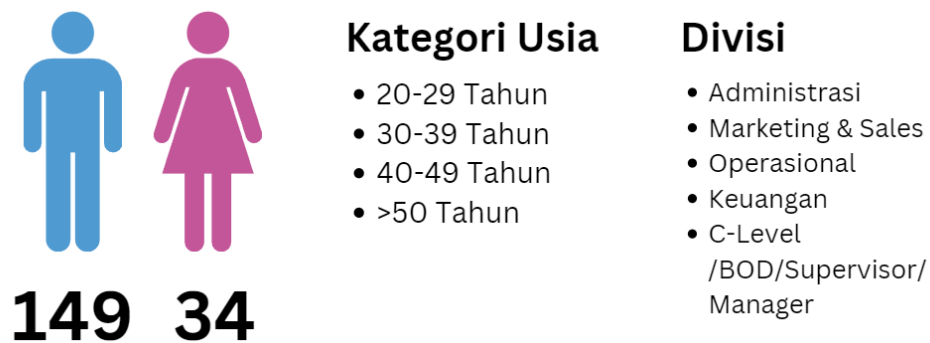 149
34
Kategori Usia
• 20-29 Tahun
• 30-39 Tahun
• 40-49 Tahun
• >50 Tahun
Divisi
• Administrasi
• Marketing & Sales
• Operasional
• Keuangan
• C-Level
/BOD/Supervisor/
Manager